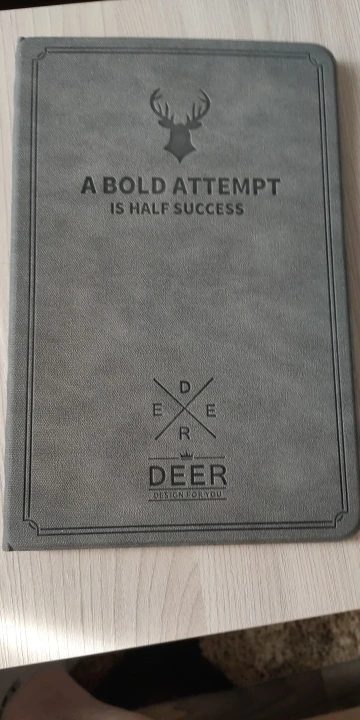 A BOLD ATTEMPT
IS HALF SUCCESS
D
E E
R
DEER
DESIGN FOR YOU